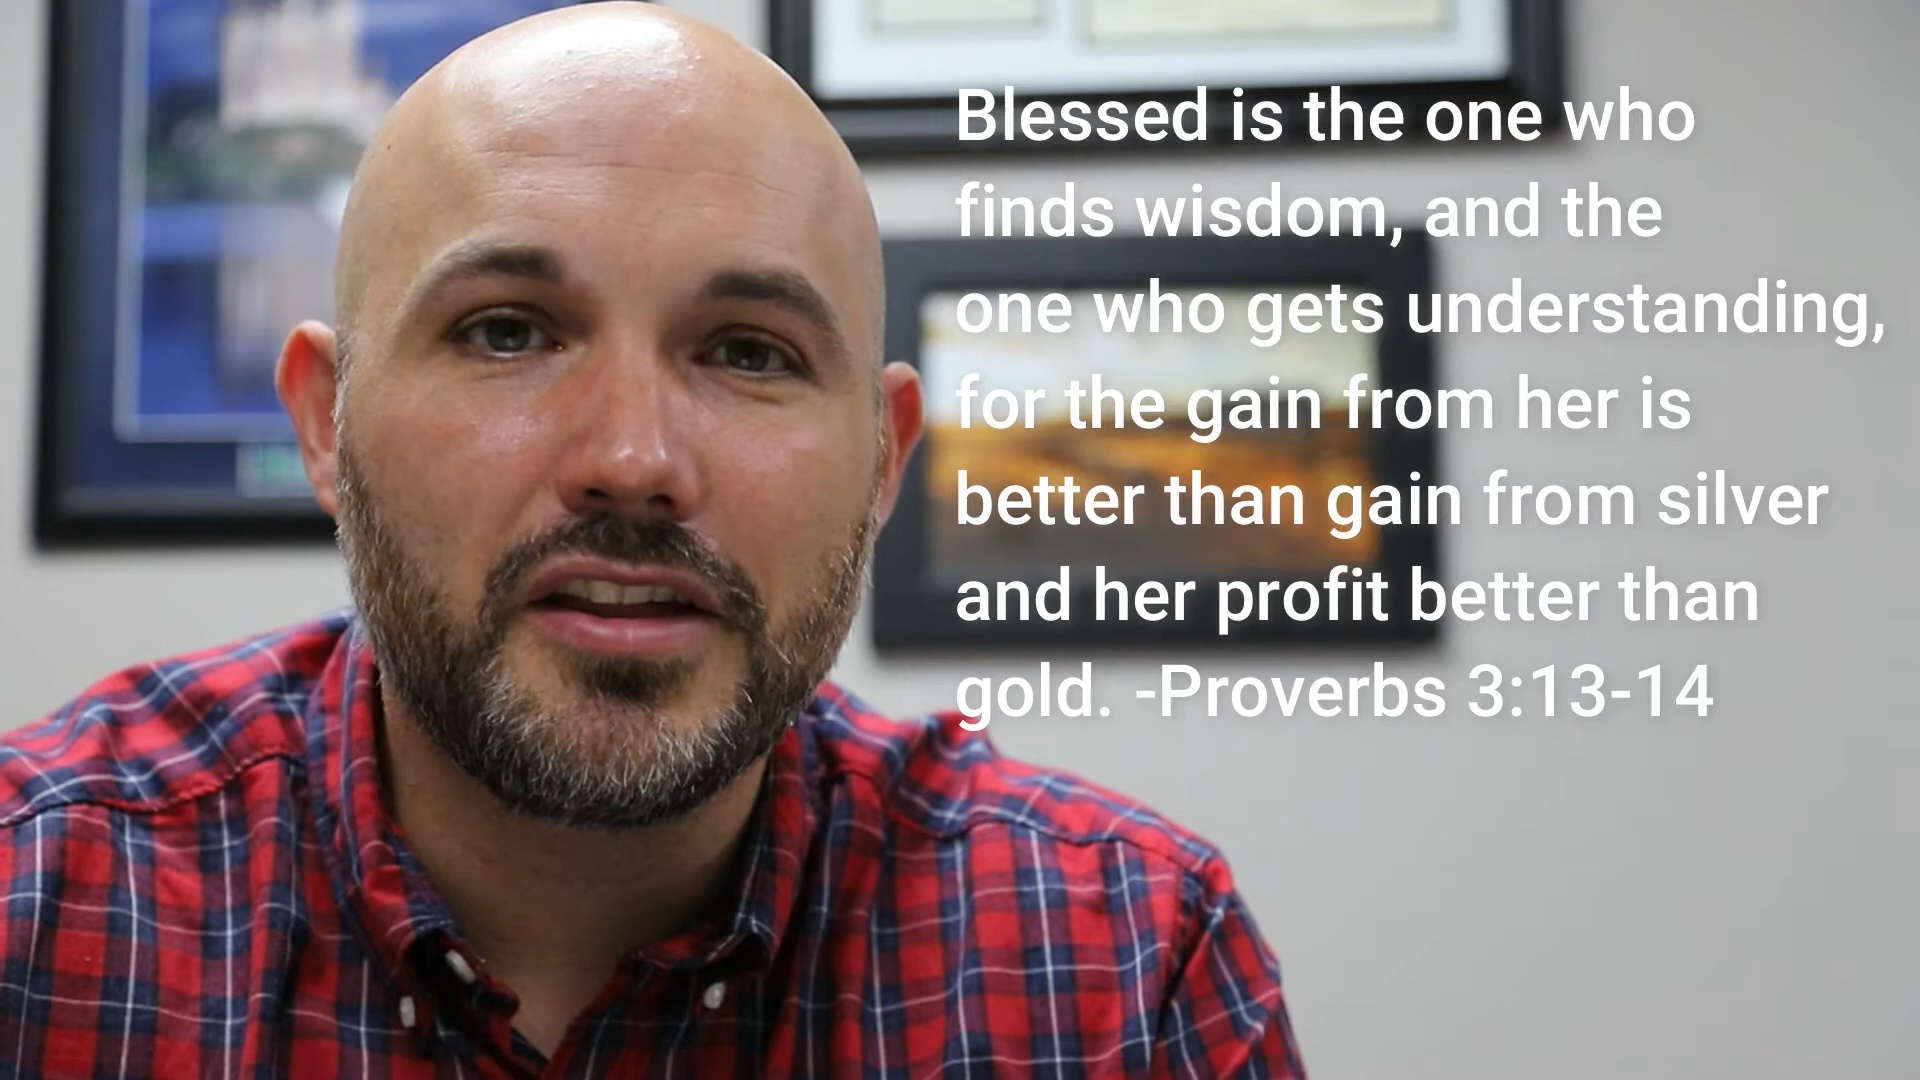 Blessed is the one who
finds wisdom, and the
one who gets understanding,
for the gain from her is
better than gain from silver
and her profit better than
gold. -Proverbs 3:13-14